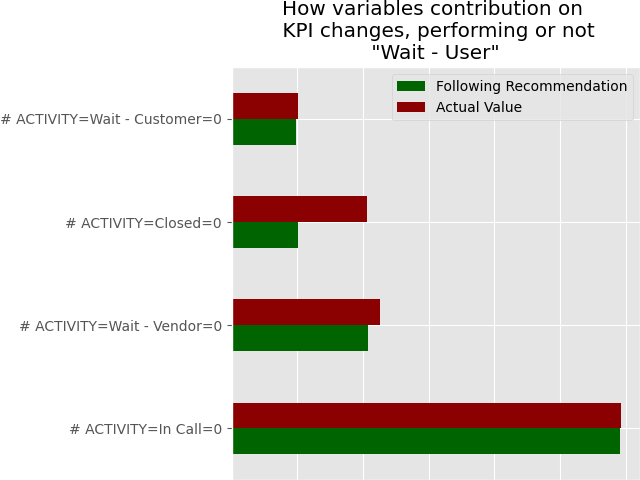 How variables contribution on
KPI changes, performing or not
"Wait - User"
Following Recommendation
Actual Value
# ACTIVITY=Wait - Customer=0
# ACTIVITY=Closed=0
# ACTIVITY=Wait - Vendor=0
# ACTIVITY=In Call=0